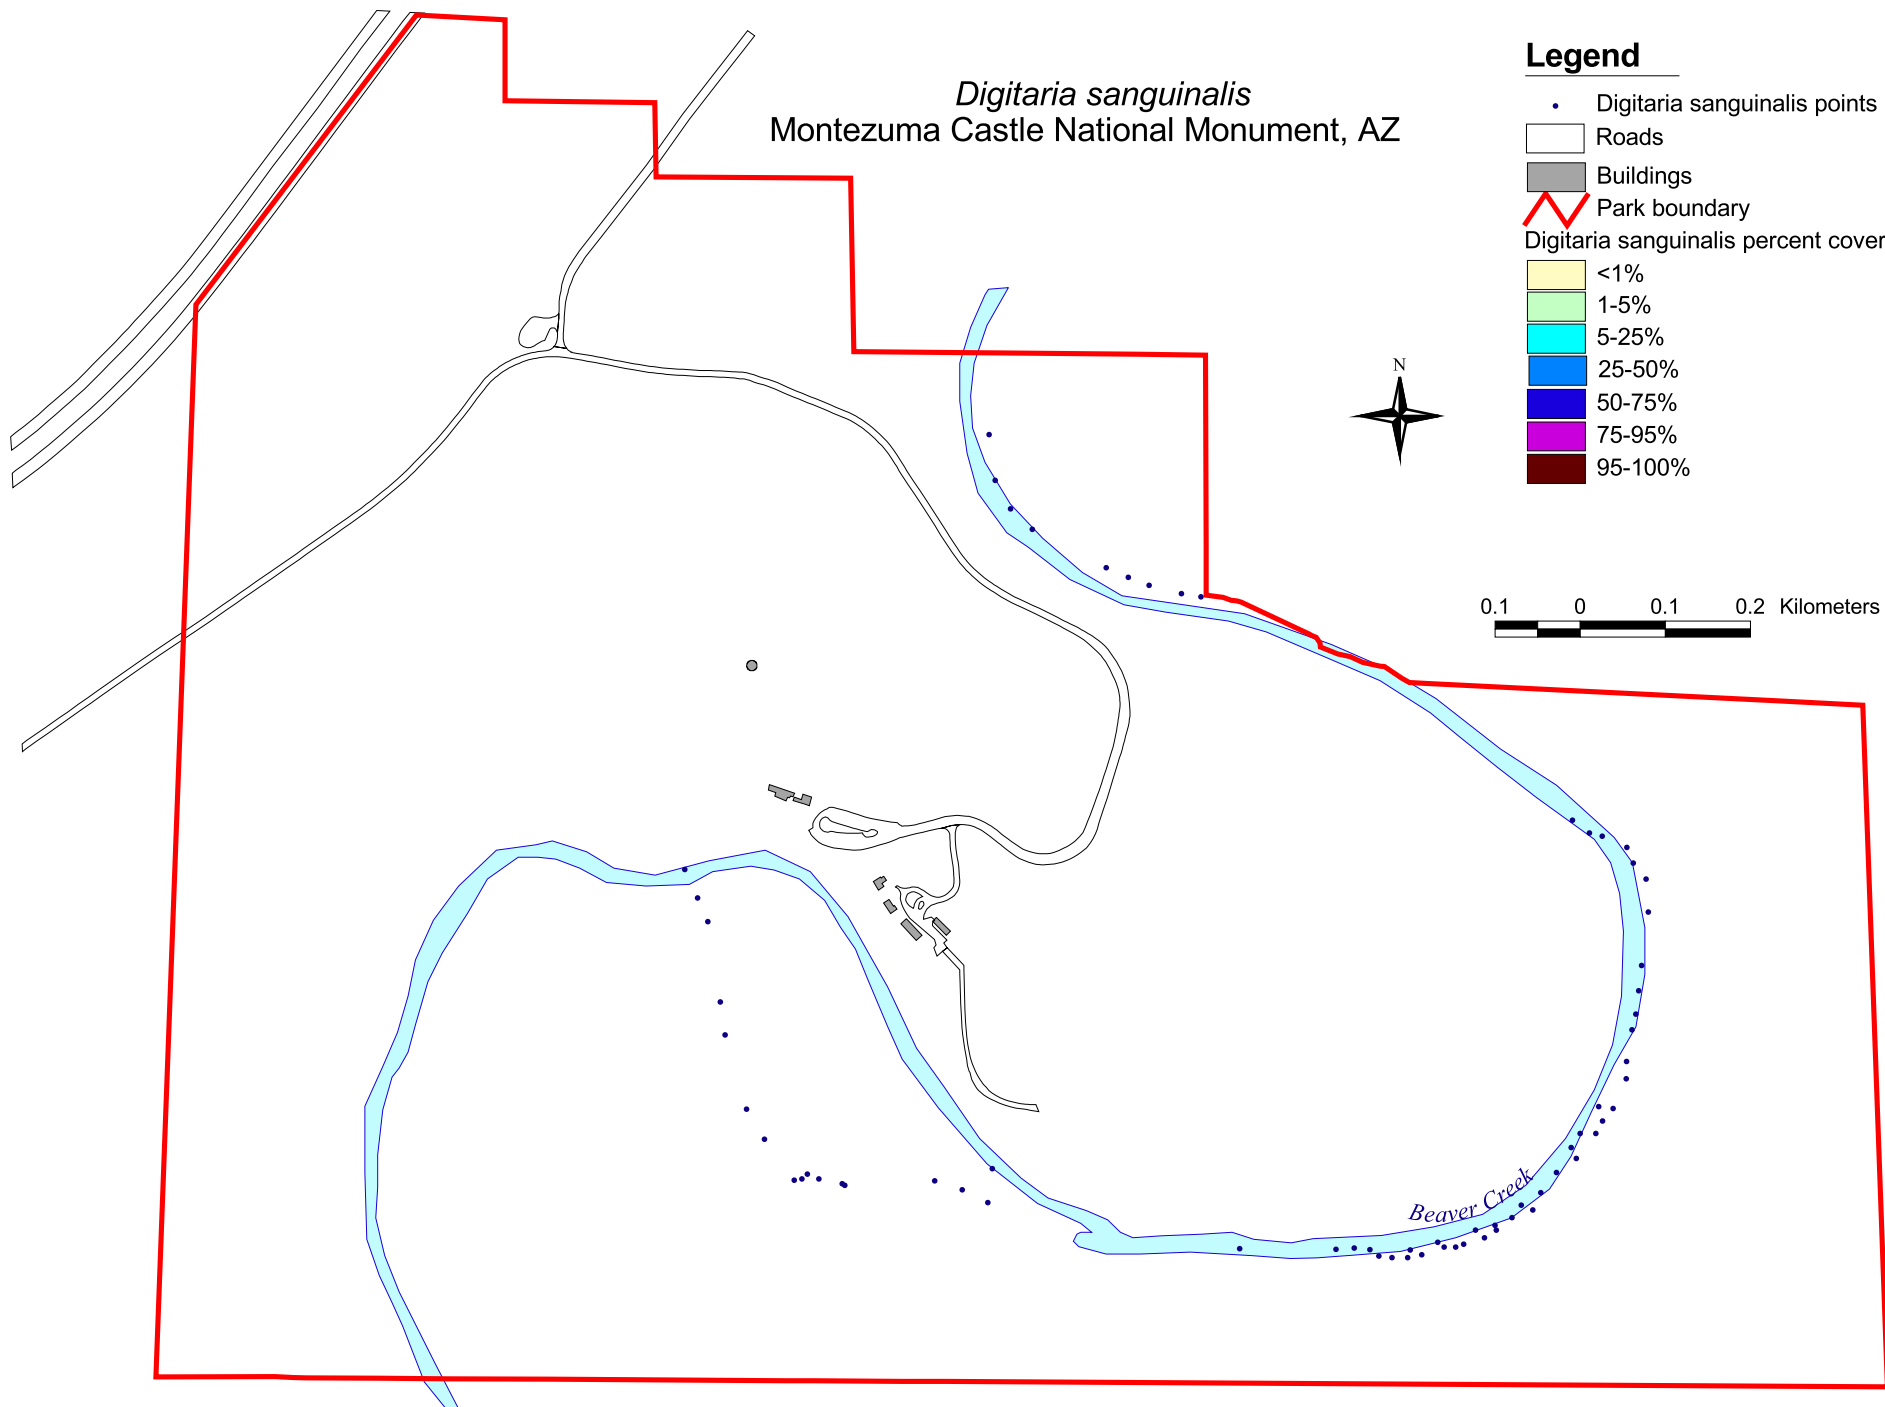 Digitaria sanguinalis
Montezuma Castle National Monument, AZ
Legend
Digitaria sanguinalis points
Roads
Buildings
Park boundary
Digitaria sanguinalis percent cover
<1%
1-5%
5-25%
25-50%
50-75%
75-95%
95-100%
N
0.1 0 0.1 0.2 Kilometers
Beaver Creek